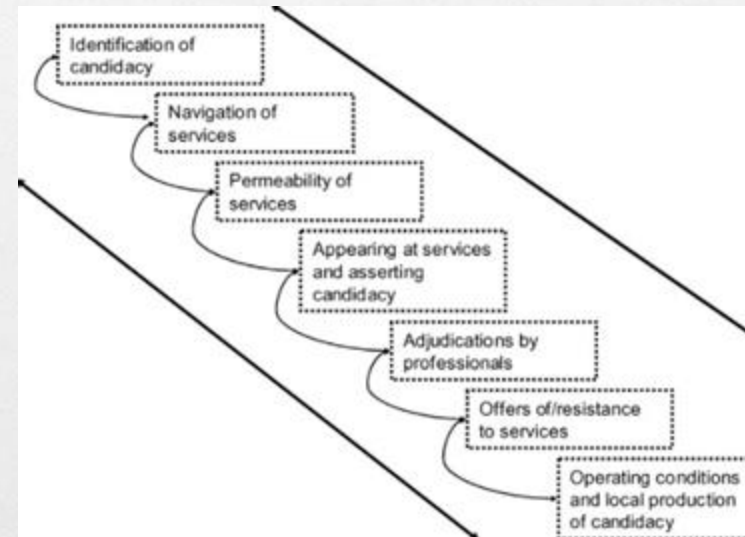 Identification of
candidacy
Navigation of
services
Permeability of
services
Appearing at services
and asserting
candidacy
Adjudications by
professionals
Offers of/resistance
to services
Operating conditions
and local production
of candidacy